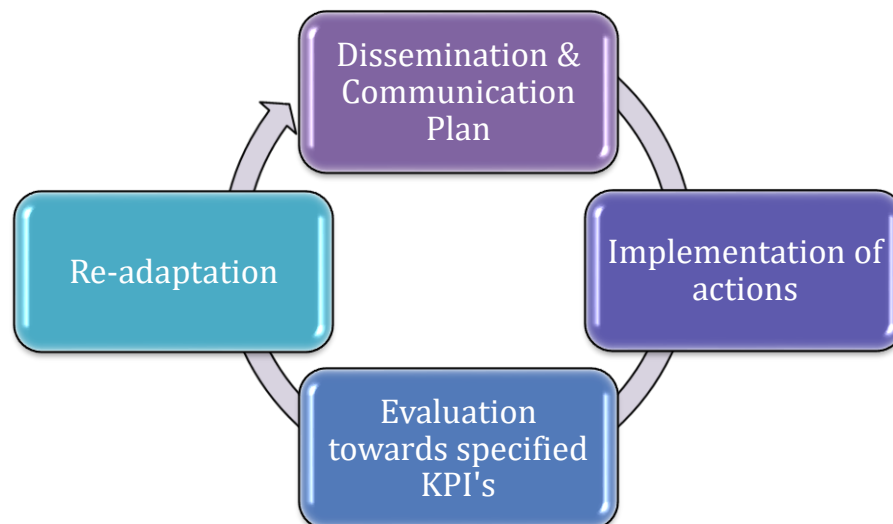 Dissemination &
Communication
Plan
Implementation of
actions
Evaluation
towards specified
KPI's
Re-adaptation